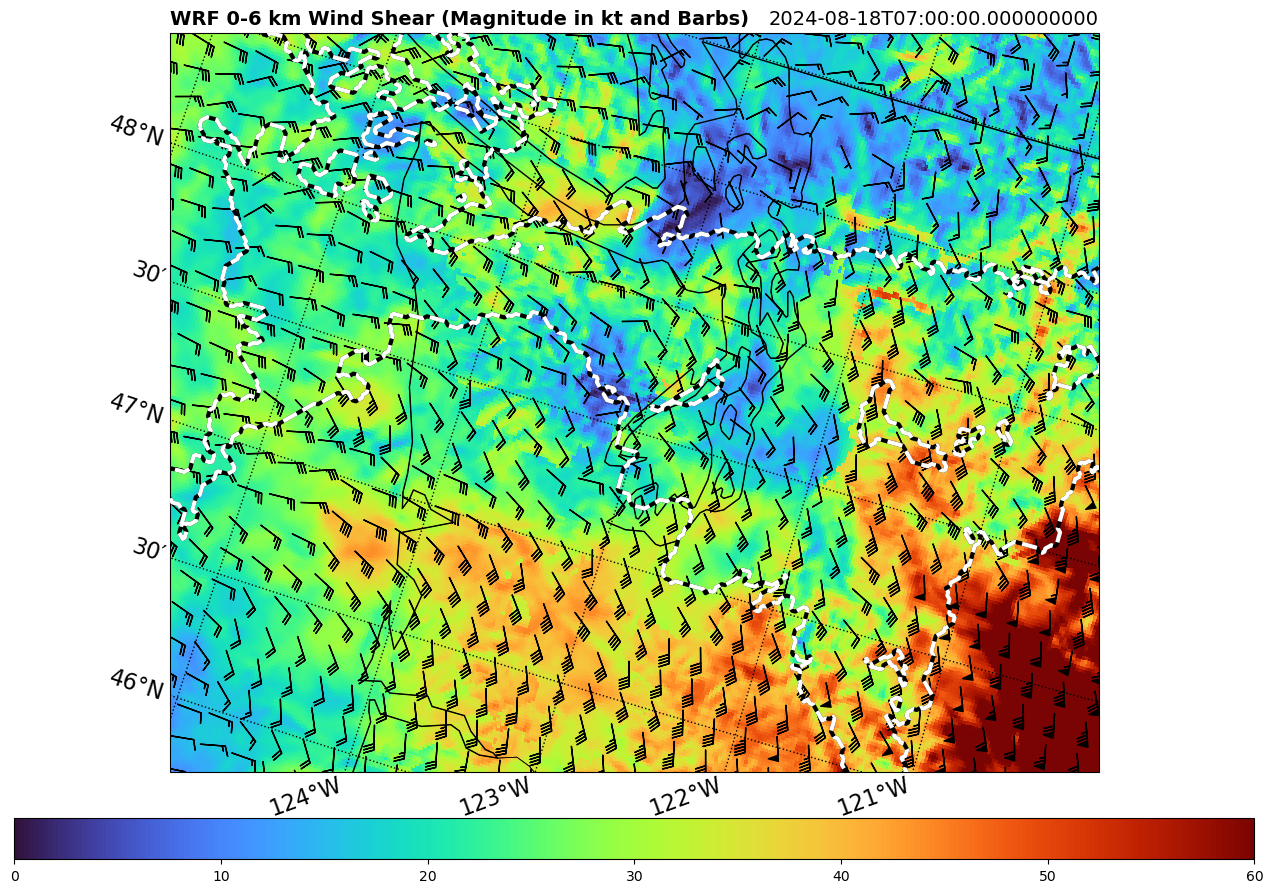 WRF 0-6 km Wind Shear (Magnitude in kt and Barbs) 2024-08-18T07:00:00.000000000
48°N
30′
47°N
30′
46°N
124°W 123°W 122°W 121°W
0 10 20 30 40 50 60